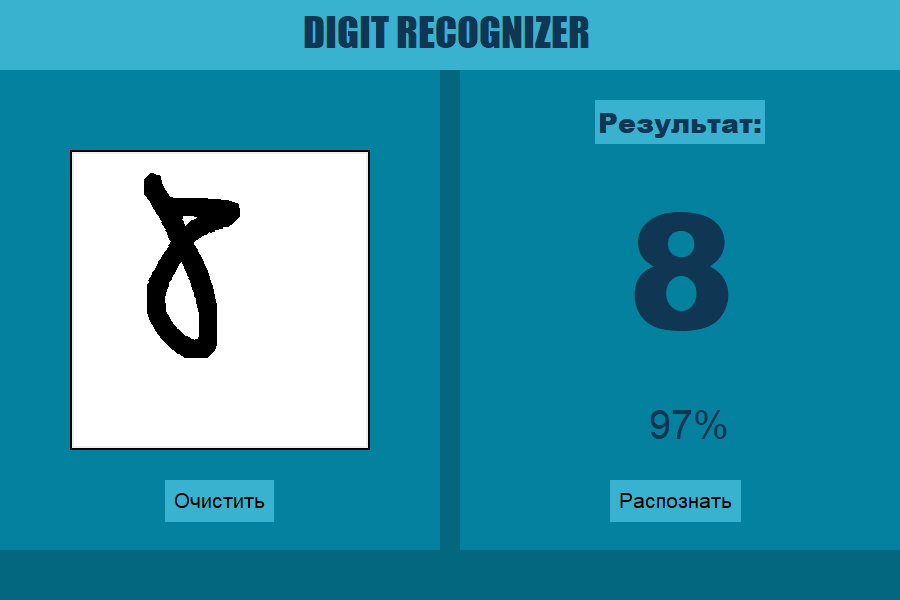 DIGIT RECOGNIZER
8
Очистить
Результат:
8
97%
Распознать